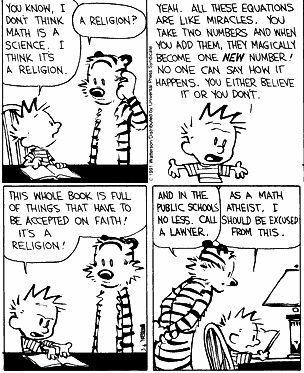 YOU KNOW, I
DON'T THINK
MATH IS A
SCIENCE. I
THINK IT'S
A RELIGION.
A RELIGION?
YEAH. ALL THESE EQUATIONS
ARE LIKE MIRACLES. YOU
TAKE TWO NUMBERS AND WHEN
YOU ADD THEM, THEY MAGICALLY
BECOME ONE NEW NUMBER!
NO ONE CAN SAY HOW IT
HAPPENS. YOU EITHER BELIEVE
IT OR YOU DON'T.
© 1991 Watterson/Distributed by Universal Press Syndicate
THIS WHOLE BOOK IS FULL
OF THINGS THAT HAVE TO
BE ACCEPTED ON FAITH!
IT'S A
RELIGION!
AND IN THE
PUBLIC SCHOOLS
NO LESS. CALL
A LAWYER.
AS A MATH
ATHEIST, I
SHOULD BE EXCUSED
FROM THIS.